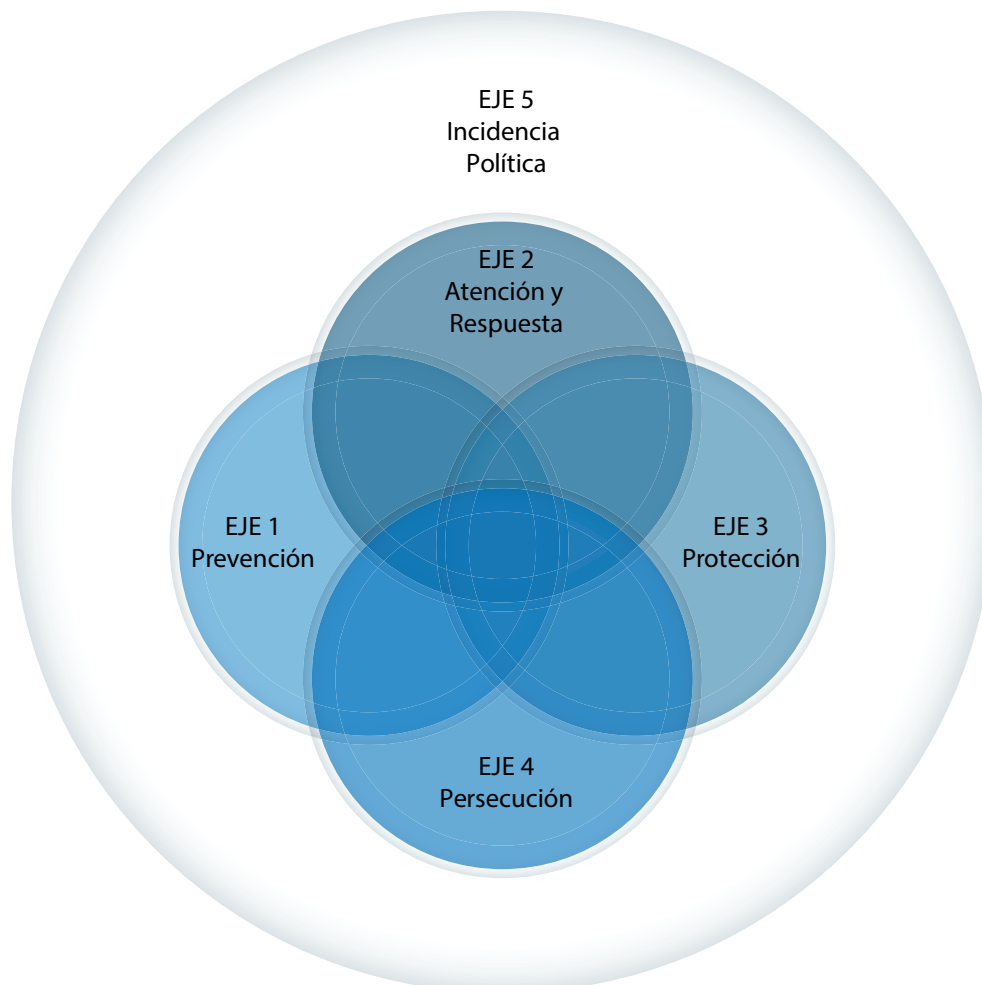 EJE 5
Incidencia
Política
EJE 2
Atención y
Respuesta
EJE 1
Prevención
EJE 3
Protección
EJE 4
Persecución